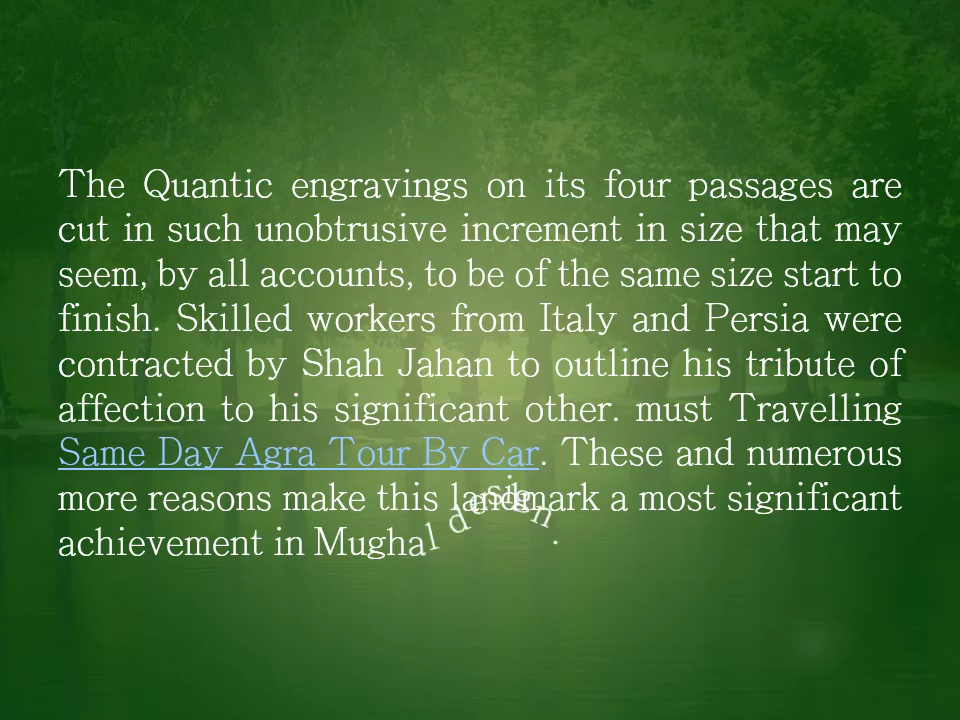 The Quantic engravings on its four passages are
cut in such unobtrusive increment in size that may
seem, by all accounts, to be of the same size start to
finish. Skilled workers from Italy and Persia were
contracted by Shah Jahan to outline his tribute of
affection to his significant other. must Travelling
Same Day Agra Tour By Car. These and numerous
more reasons make this landmark a most significant
achievement in Mughal design.